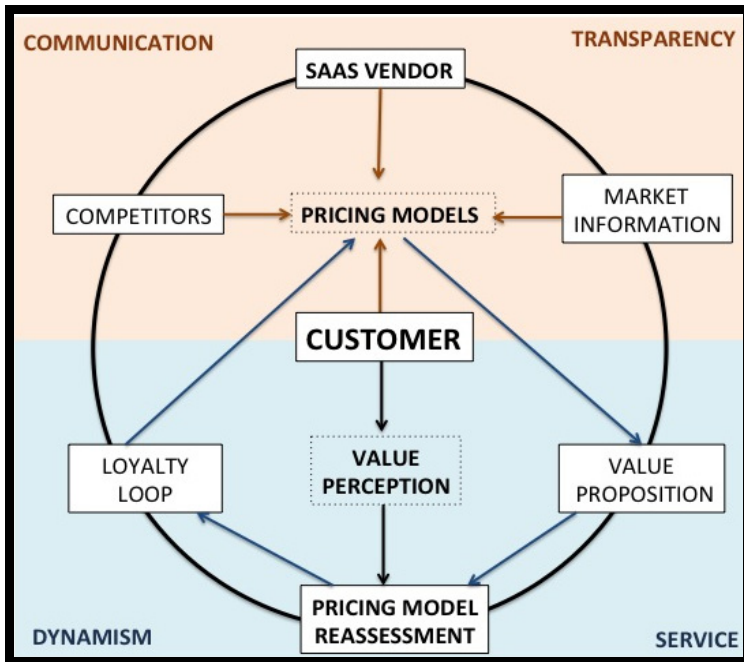 COMMUNICATION
TRANSPARENCY
SAAS VENDOR
COMPETITORS
PRICING MODELS
MARKET
INFORMATION
CUSTOMER
LOYALTY
LOOP
VALUE
PERCEPTION
VALUE
PROPOSITION
PRICING MODEL
REASSESSMENT
DYNAMISM
SERVICE